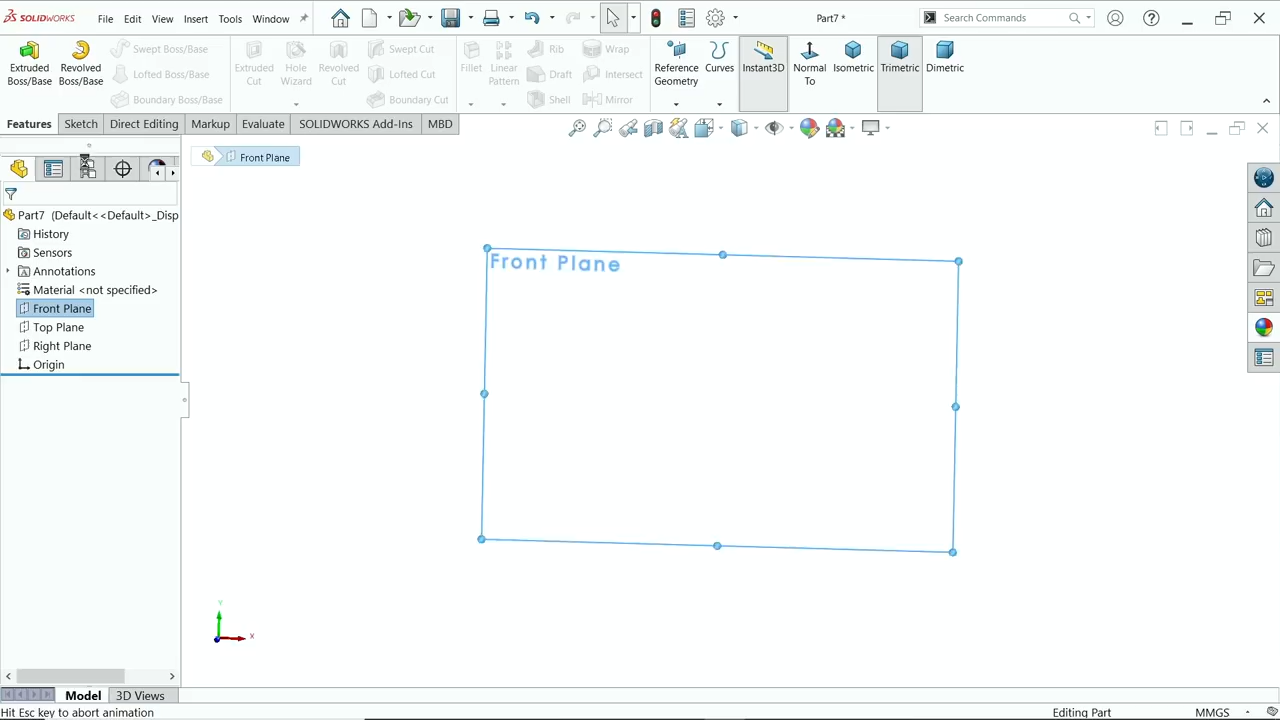 SOLIDWORKS File Edit View Insert Tools Window Part7 * Search Commands
Extruded Boss/Base
Revolved Boss/Base
Swept Boss/Base
Lofted Boss/Base
Boundary Boss/Base
Extruded Cut
Hole Wizard
Revolved Cut
Swept Cut
Lofted Cut
Boundary Cut
Fillet
Linear Pattern
Rib
Draft
Shell
Wrap
Intersect
Mirror
Reference Geometry
Curves
Instant3D
Normal To
Isometric
Trimetric
Dimetric
Features Sketch Direct Editing Markup Evaluate SOLIDWORKS Add-Ins MBD
Front Plane
Part7 (Default<<Default>_Disp
History
Sensors
Annotations
Material <not specified>
Front Plane
Top Plane
Right Plane
Origin
Front Plane
Y
X
Model 3D Views
Hit Esc key to abort animation Editing Part MMGS